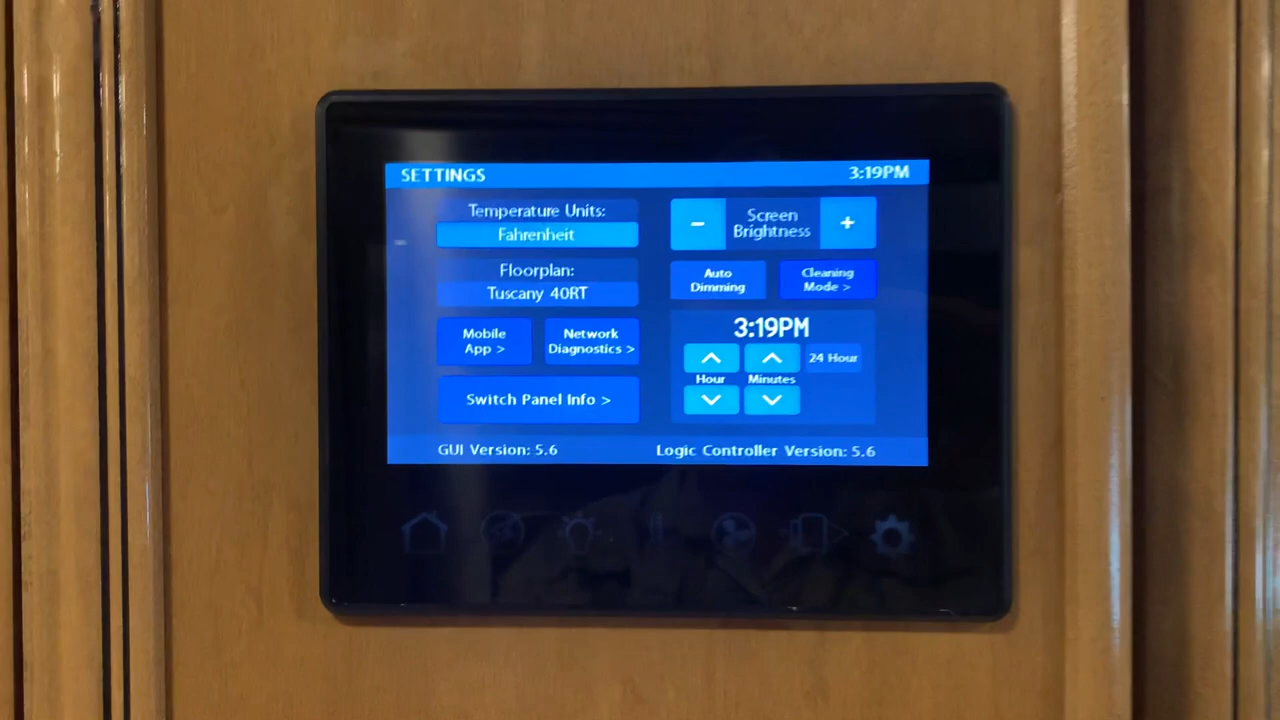 SETTINGS
3:19PM
Temperature Units:
Fahrenheit
Floorplan:
Tuscany 40RT
Mobile
App >
Network
Diagnostics >
Switch Panel Info >
−
Screen
Brightness
+
Auto
Dimming
Cleaning
Mode >
3:19PM
24 Hour
Hour
Minutes
GUI Version: 5.6
Logic Controller Version: 5.6